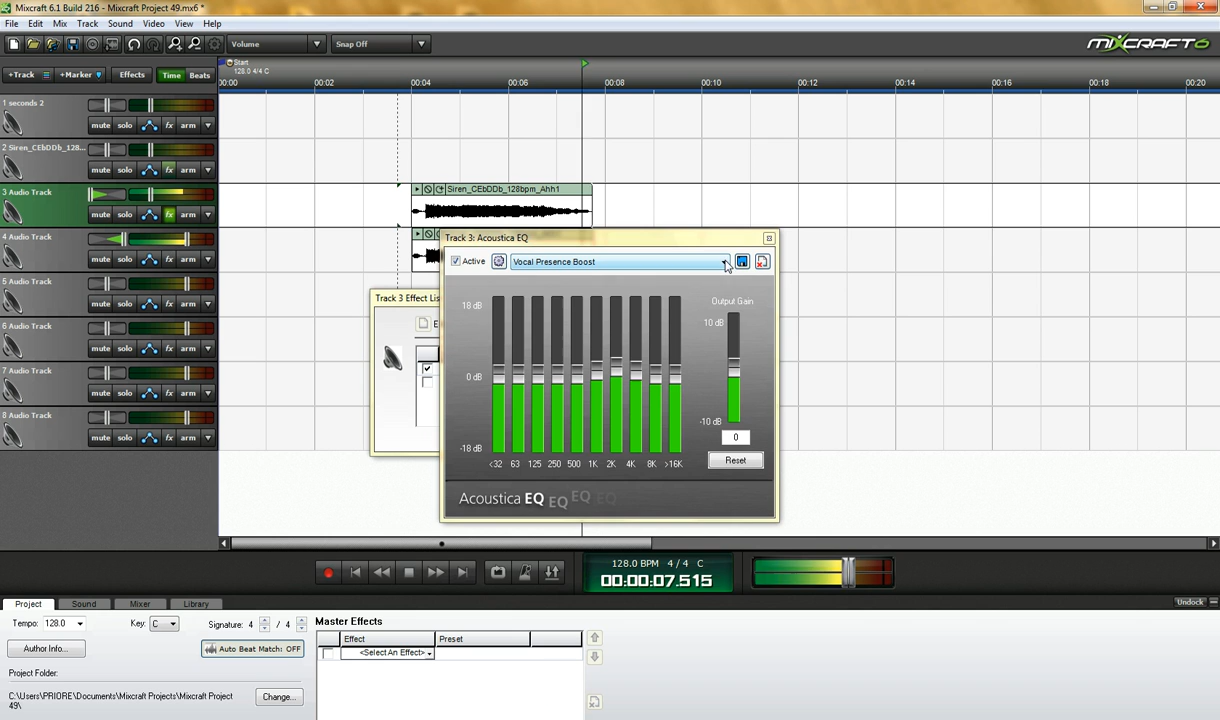 Mixcraft 6.1 Build 216 - Mixcraft Project 49.mx6 *
File Edit Mix Track Sound Video View Help
Volume Snap Off MIXCRAFT6
Start
128.0 4/4 C
+Track +Marker Effects Time Beats
00:00 00:02 00:04 00:06 00:08 00:10 00:12 00:14 00:16 00:18 00:20
1 seconds 2
mute solo fx arm
2 Siren_CEbDDb_128...
mute solo fx arm
3 Audio Track
Siren_CEbDDb_128bpm_Ahh1
mute solo fx arm
4 Audio Track
mute solo fx arm
5 Audio Track
mute solo fx arm
6 Audio Track
mute solo fx arm
7 Audio Track
mute solo fx arm
8 Audio Track
mute solo fx arm
Track 3 Effect Lis
Track 3: Acoustica EQ
Active Vocal Presence Boost
Output Gain
18 dB
0 dB
-18 dB
10 dB
-10 dB
0
<32 63 125 250 500 1K 2K 4K 8K >16K
Reset
Acoustica EQ EQ EQ EQ
128.0 BPM 4 / 4 C
00:00:07.515
Project Sound Mixer Library
Undock
Tempo: 128.0 Key: C Signature: 4 / 4
Author Info... Auto Beat Match: OFF
Project Folder:
C:\Users\PRIORE\Documents\Mixcraft Projects\Mixcraft Project
49\
Change...
Master Effects
Effect Preset
<Select An Effect>